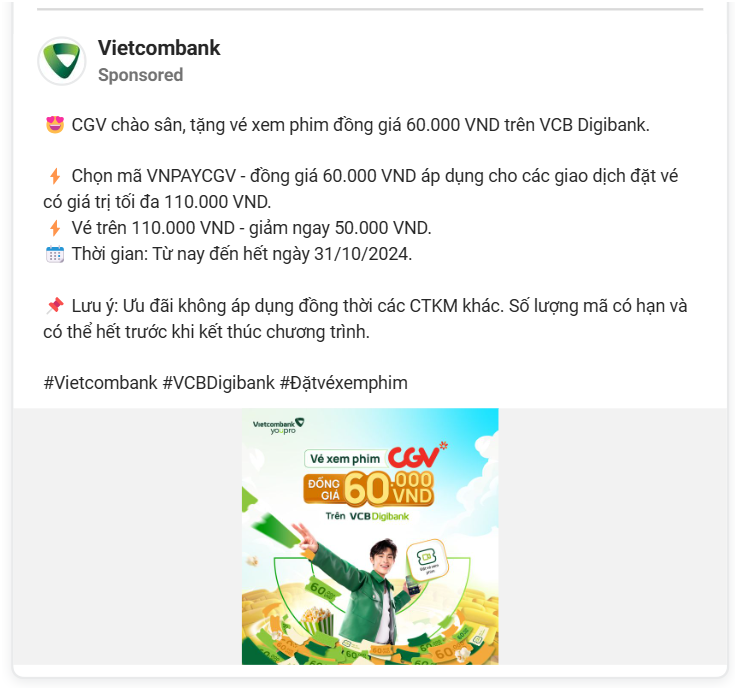 Vietcombank
Sponsored
😍 CGV chào sân, tặng vé xem phim đồng giá 60.000 VND trên VCB Digibank.
⚡ Chọn mã VNPAYCGV - đồng giá 60.000 VND áp dụng cho các giao dịch đặt vé
có giá trị tối đa 110.000 VND.
⚡ Vé trên 110.000 VND - giảm ngay 50.000 VND.
📅 Thời gian: Từ nay đến hết ngày 31/10/2024.
📌 Lưu ý: Ưu đãi không áp dụng đồng thời các CTKM khác. Số lượng mã có hạn và
có thể hết trước khi kết thúc chương trình.
#Vietcombank #VCBDigibank #Đặtvéxemphim
Vietcombank
youpro
Vé xem phim CGV*
ĐỒNG GIÁ 60.000 VND
Trên VCB Digibank
Đặt vé xem phim
60
60
60